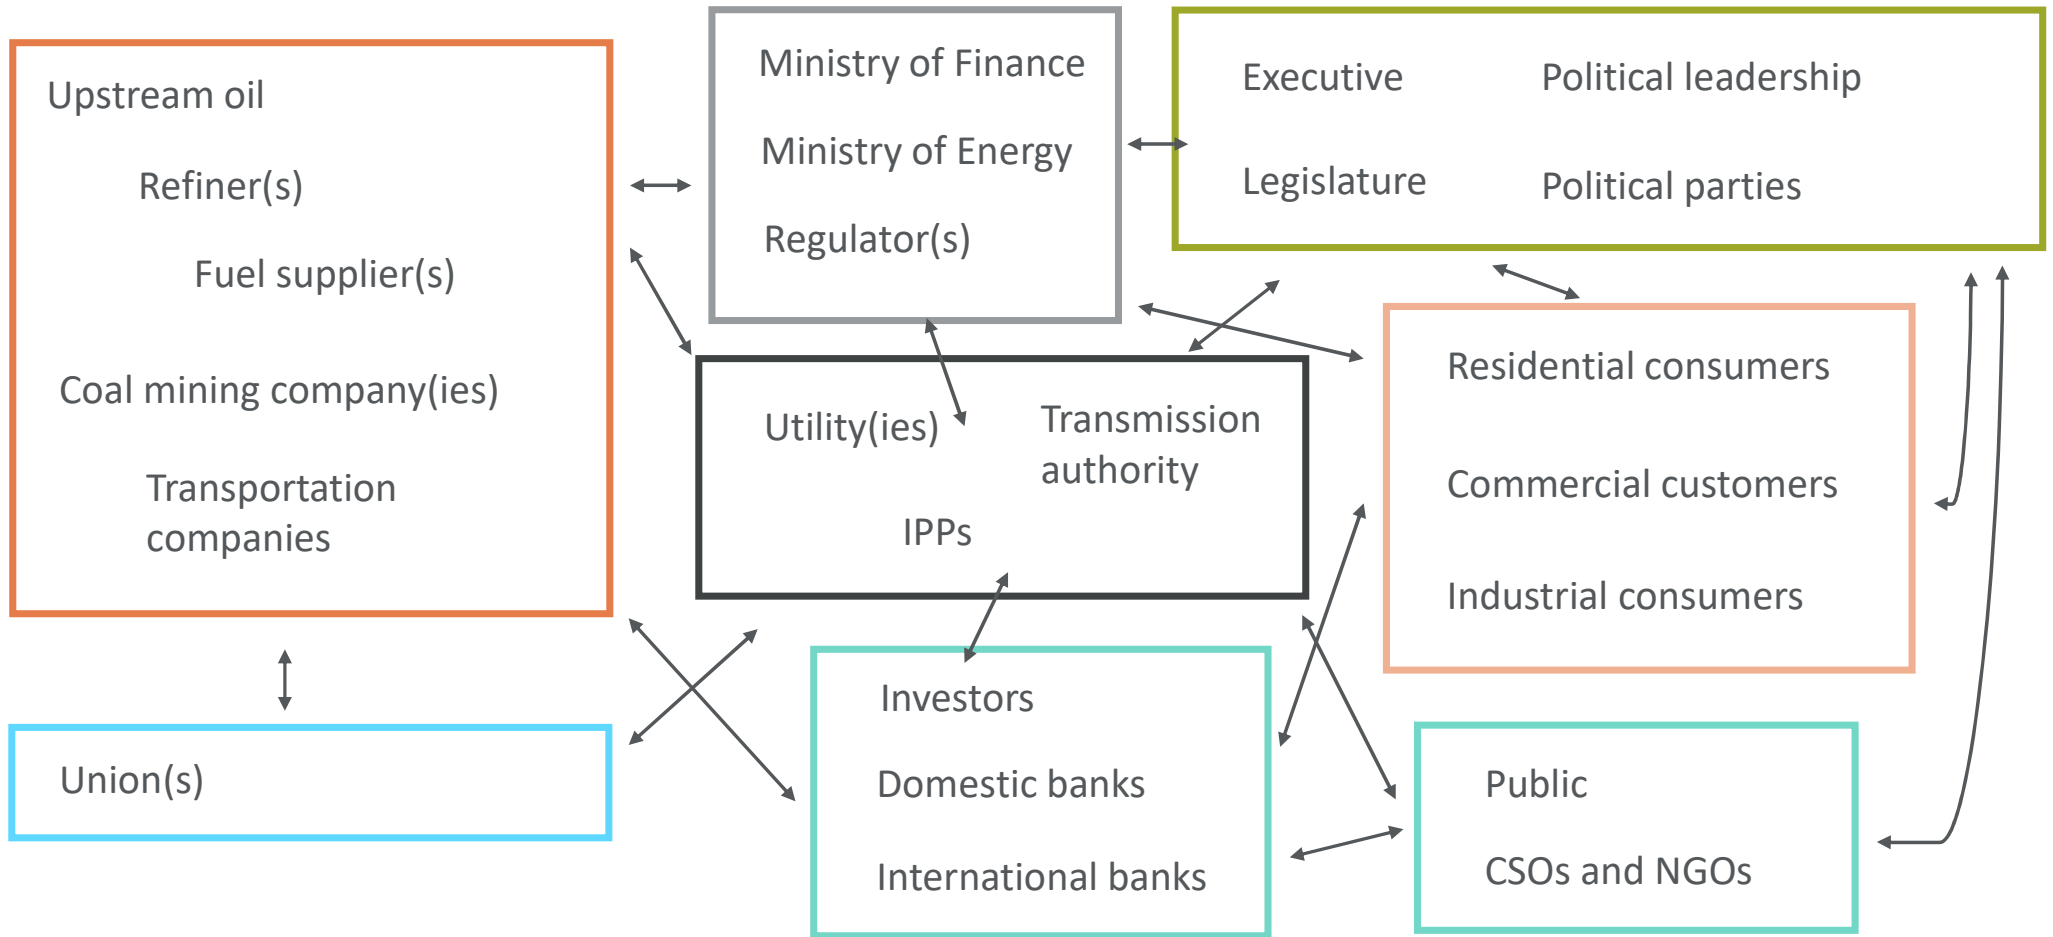 Upstream oil
Refiner(s)
Fuel supplier(s)
Coal mining company(ies)
Transportation
companies
Union(s)
Ministry of Finance
Ministry of Energy
Regulator(s)
Utility(ies)
Transmission
authority
IPPs
Investors
Domestic banks
International banks
Executive
Political leadership
Legislature
Political parties
Residential consumers
Commercial customers
Industrial consumers
Public
CSOs and NGOs